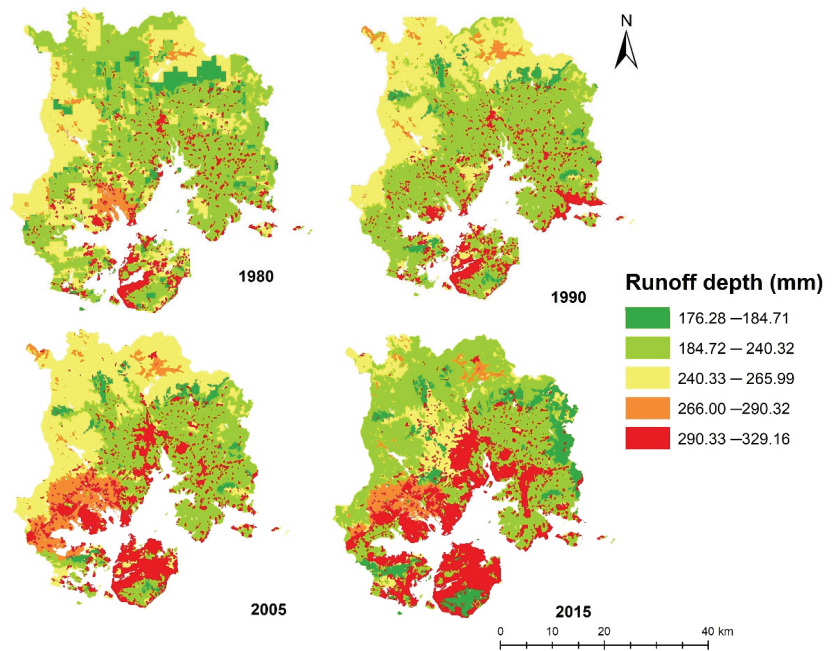 N
1980
1990
Runoff depth (mm)
176.28 —184.71
184.72 — 240.32
240.33 — 265.99
266.00 — 290.32
290.33 —329.16
2005
2015
0 10 20 40 km